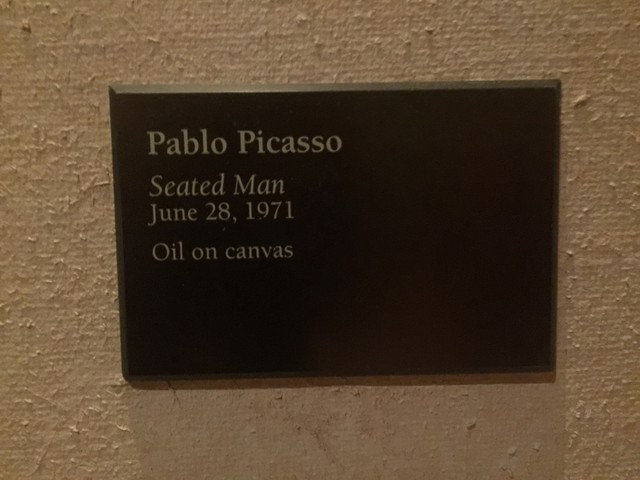 Pablo Picasso
Seated Man
June 28, 1971
Oil on canvas